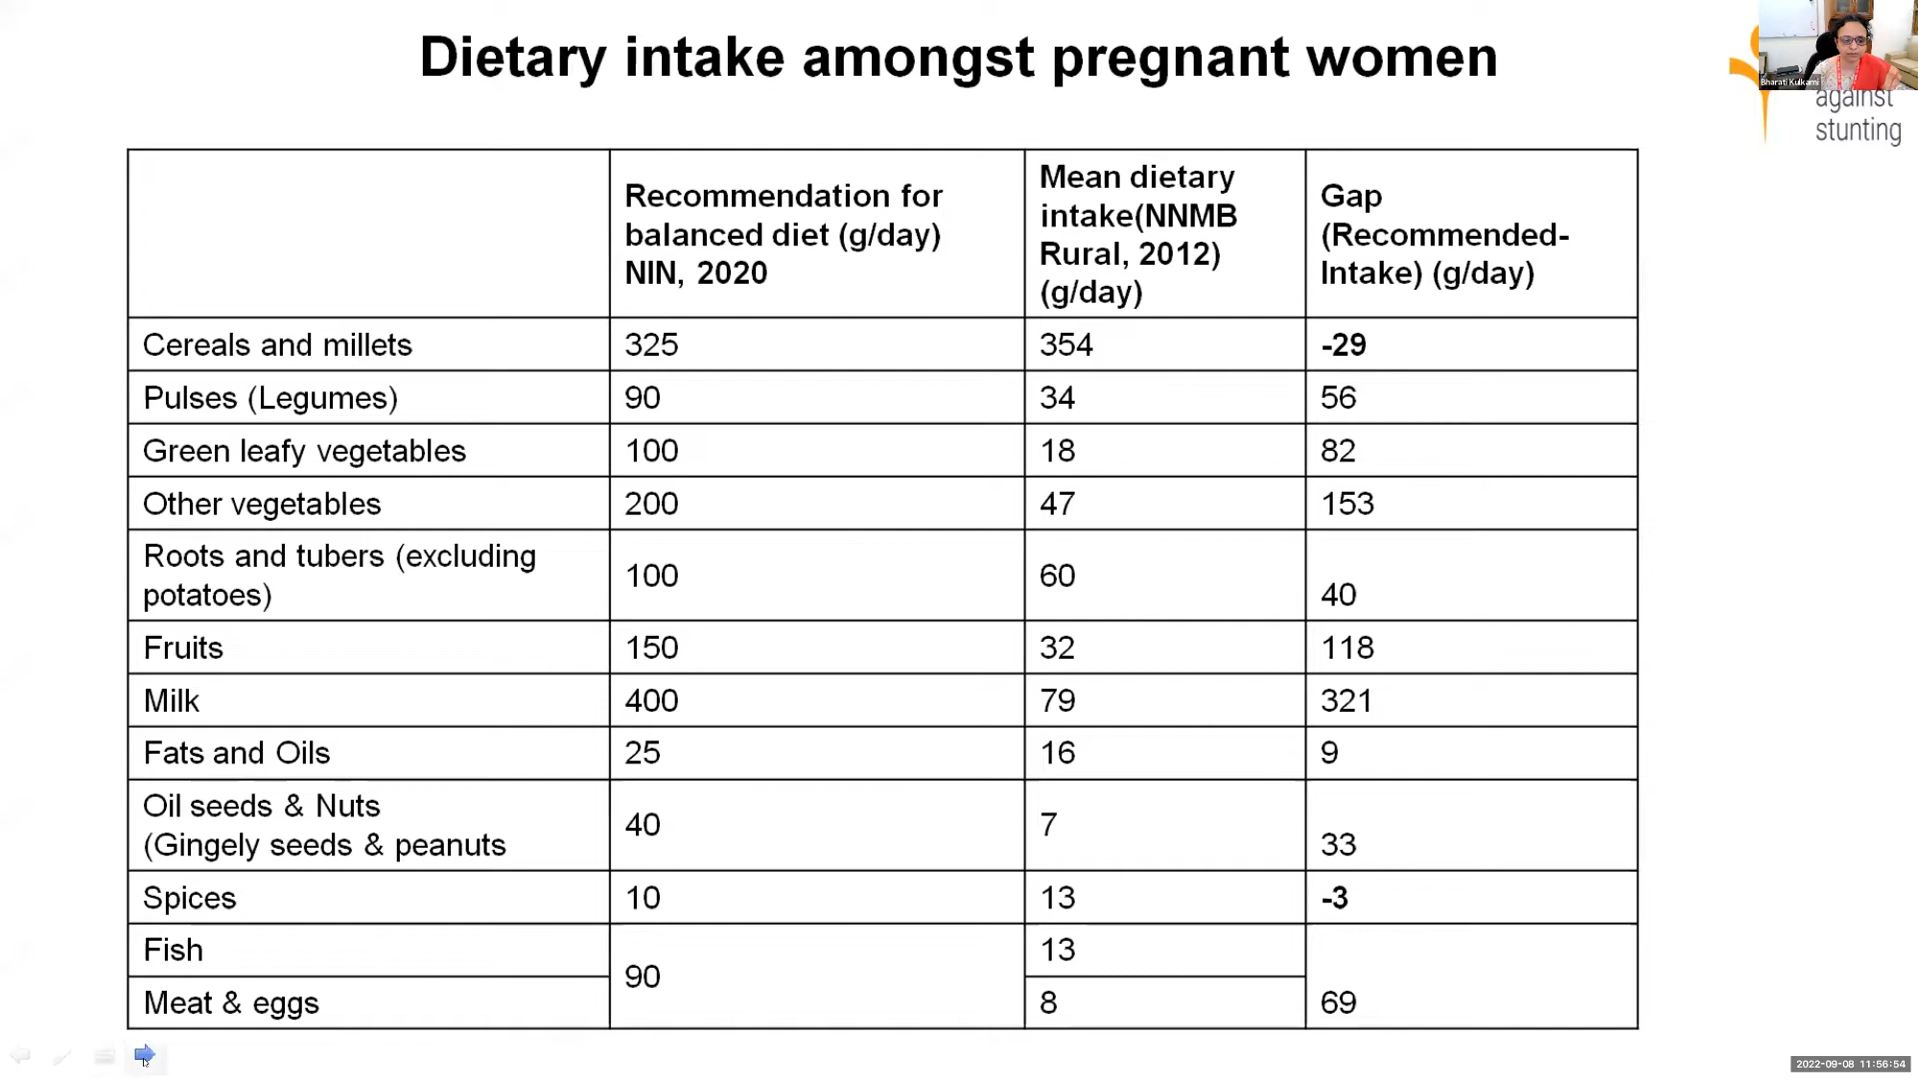 Dietary intake amongst pregnant women
Bharati Kulkarni
against
stunting
Recommendation for
balanced diet (g/day)
NIN, 2020
Mean dietary
intake(NNMB
Rural, 2012)
(g/day)
Gap
(Recommended-
Intake) (g/day)
Cereals and millets 325 354 -29
Pulses (Legumes) 90 34 56
Green leafy vegetables 100 18 82
Other vegetables 200 47 153
Roots and tubers (excluding
potatoes) 100 60 40
Fruits 150 32 118
Milk 400 79 321
Fats and Oils 25 16 9
Oil seeds & Nuts
(Gingely seeds & peanuts 40 7 33
Spices 10 13 -3
Fish 90 13
Meat & eggs 8 69
2022-09-08 11:56:54